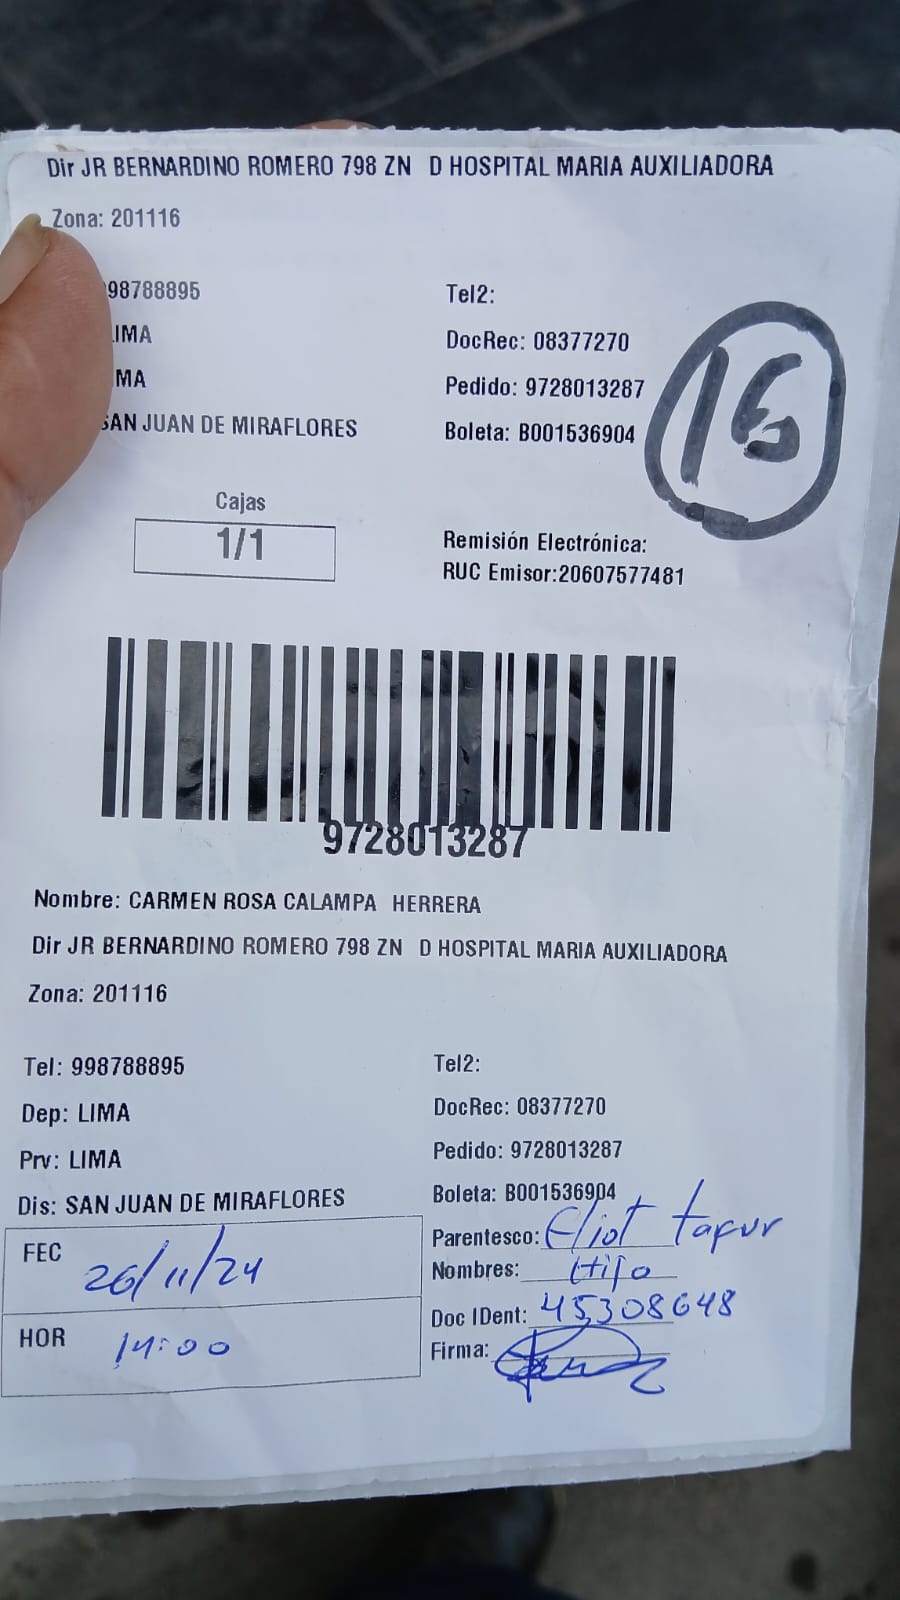 Dir JR BERNARDINO ROMERO 798 ZN D HOSPITAL MARIA AUXILIADORA
Zona: 201116
98788895 Tel2:
LIMA DocRec: 08377270
MA Pedido: 9728013287
SAN JUAN DE MIRAFLORES Boleta: B001536904
16
Cajas
1/1
Remisión Electrónica:
RUC Emisor:20607577481
9728013287
Nombre: CARMEN ROSA CALAMPA HERRERA
Dir JR BERNARDINO ROMERO 798 ZN D HOSPITAL MARIA AUXILIADORA
Zona: 201116
Tel: 998788895 Tel2:
Dep: LIMA DocRec: 08377270
Prv: LIMA Pedido: 9728013287
Dis: SAN JUAN DE MIRAFLORES Boleta: B001536904
FEC 26/11/24
HOR 14:00
Parentesco: Eliot tafur
Nombres: Hijo
Doc IDent: 45308648
Firma: